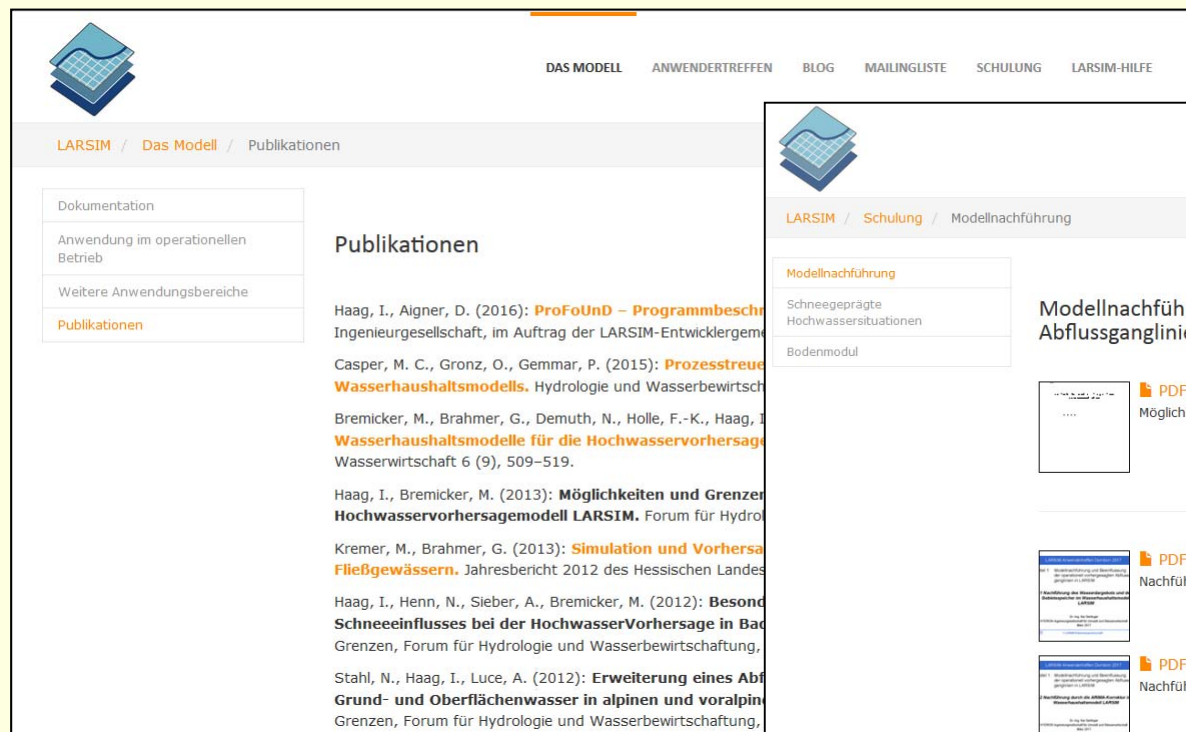 DAS MODELL ANWENDERTREFFEN BLOG MAILINGLISTE SCHULUNG LARSIM-HILFE
LARSIM / Das Modell / Publikationen
Dokumentation
Anwendung im operationellen
Betrieb
Weitere Anwendungsbereiche
Publikationen
Publikationen
Haag, I., Aigner, D. (2016): ProFoUnD – Programmbeschr
Ingenieurgesellschaft, im Auftrag der LARSIM-Entwicklergeme
Casper, M. C., Gronz, O., Gemmar, P. (2015): Prozesstreue
Wasserhaushaltsmodells. Hydrologie und Wasserbewirtsch
Bremicker, M., Brahmer, G., Demuth, N., Holle, F.-K., Haag, I
Wasserhaushaltsmodelle für die Hochwasservorhersage
Wasserwirtschaft 6 (9), 509–519.
Haag, I., Bremicker, M. (2013): Möglichkeiten und Grenzen
Hochwasservorhersagemodell LARSIM. Forum für Hydrol
Kremer, M., Brahmer, G. (2013): Simulation und Vorhersa
Fließgewässern. Jahresbericht 2012 des Hessischen Landes
Haag, I., Henn, N., Sieber, A., Bremicker, M. (2012): Besond
Schneeeinflusses bei der HochwasserVorhersage in Bad
Grenzen, Forum für Hydrologie und Wasserbewirtschaftung,
Stahl, N., Haag, I., Luce, A. (2012): Erweiterung eines Abf
Grund- und Oberflächenwasser in alpinen und voralpin
Grenzen, Forum für Hydrologie und Wasserbewirtschaftung,
LARSIM / Schulung / Modellnachführung
Modellnachführung
Schneegeprägte
Hochwassersituationen
Bodenmodul
Modellnachfüh
Abflussganglinie
PDF
Möglich
PDF
Nachfüh
PDF
Nachfüh